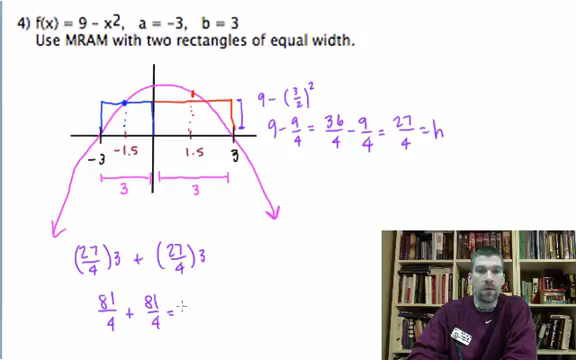 4) f(x) = 9 - x², a = -3, b = 3
Use MRAM with two rectangles of equal width.
9 - (3/2)²
9 - 9/4 = 36/4 - 9/4 = 27/4 = h
-3 -1.5 1.5 3
3 3
(27/4)3 + (27/4)3
81/4 + 81/4 =